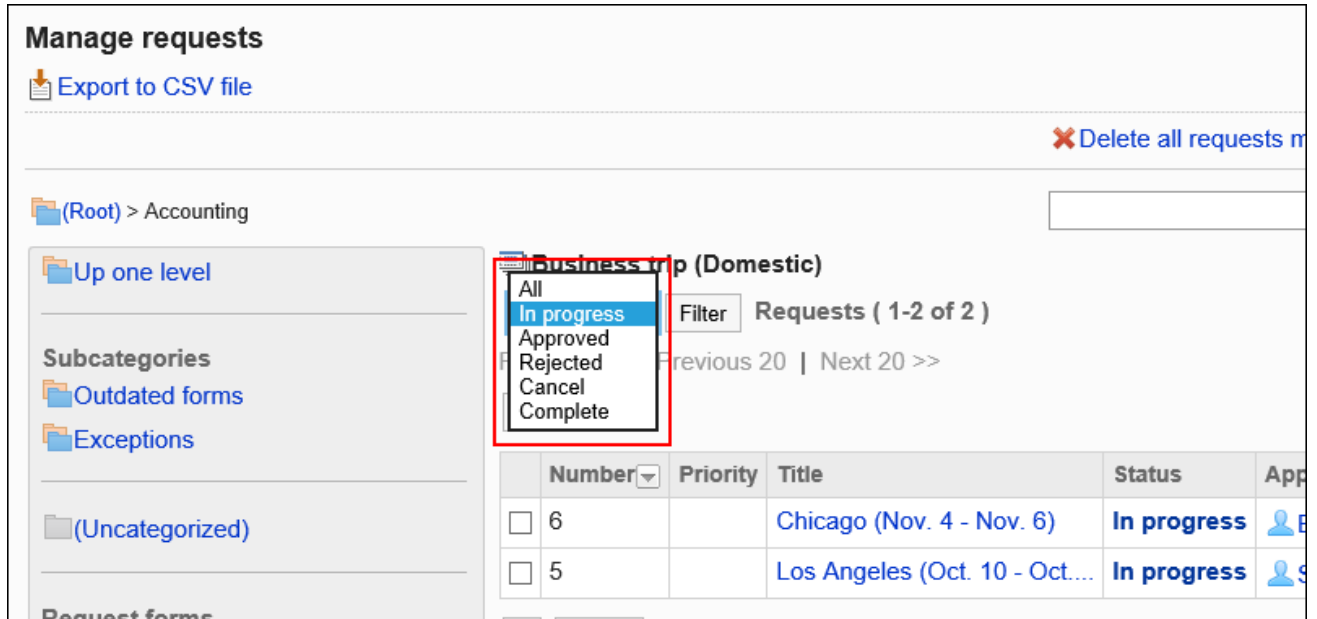 Manage requests
Export to CSV file
Delete all requests
(Root) > Accounting
Up one level
Subcategories
Outdated forms
Exceptions
(Uncategorized)
Request forms
Business trip (Domestic)
All
In progress
Approved
Rejected
Cancel
Complete
Filter Requests ( 1-2 of 2 )
Previous 20 | Next 20 >>
Number Priority Title Status App
6 Chicago (Nov. 4 - Nov. 6) In progress
5 Los Angeles (Oct. 10 - Oct.... In progress